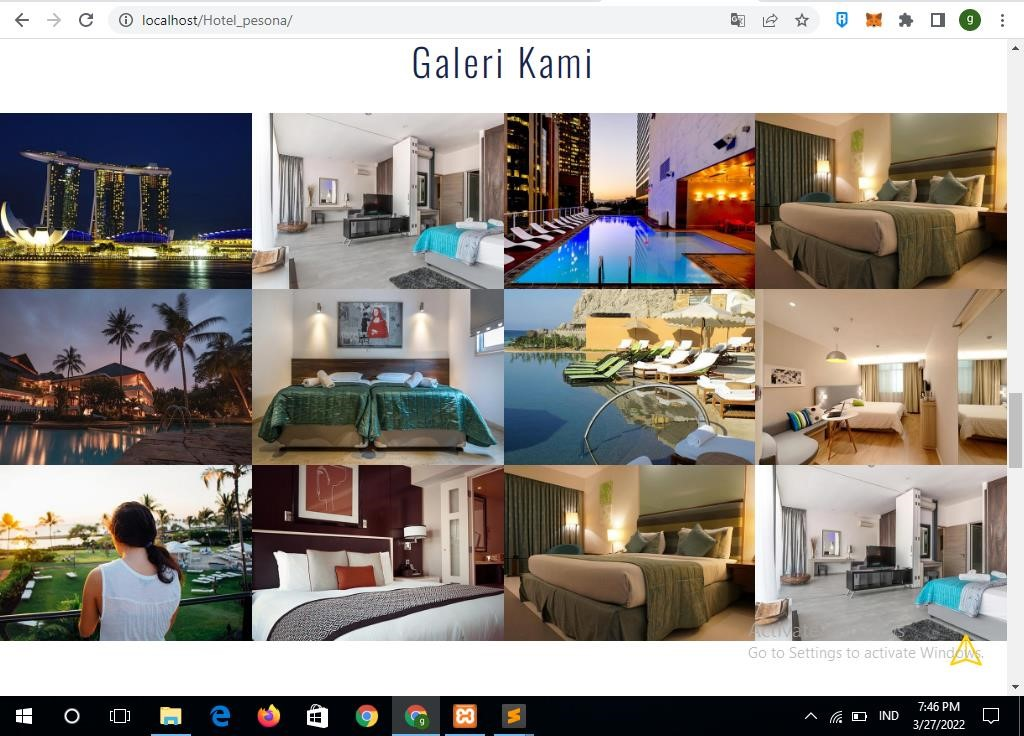 localhost/Hotel_pesona/
g
Galeri Kami
Activate Windows
Go to Settings to activate Windows.
g
IND
7:46 PM
3/27/2022